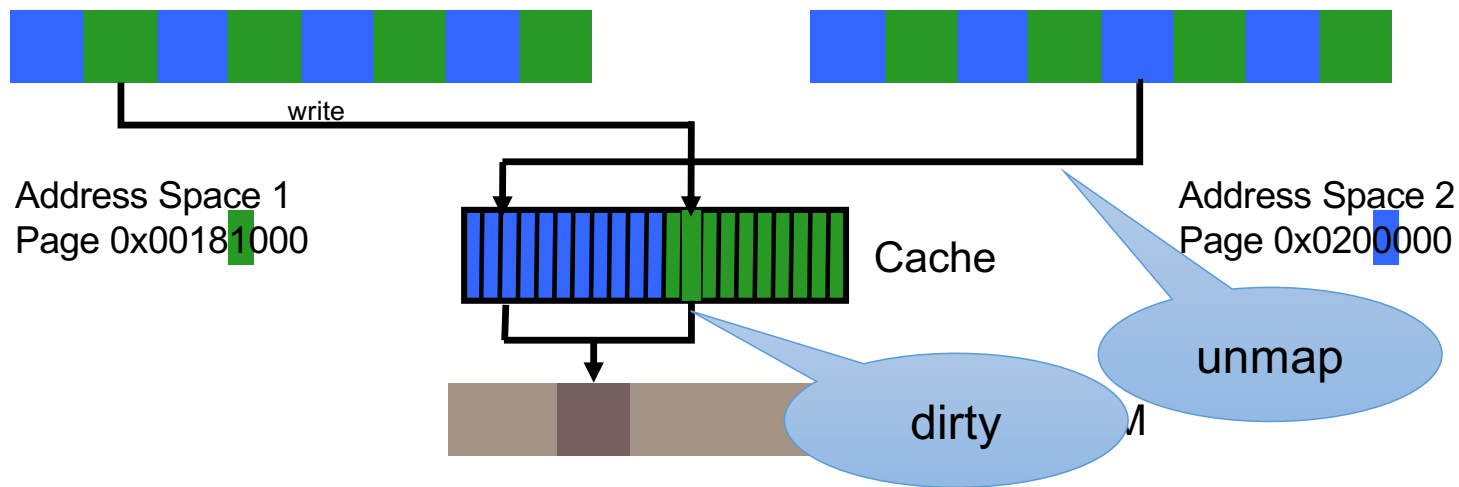 write
Address Space 1
Page 0x00181000
Cache
Address Space 2
Page 0x0200000
unmap
dirty